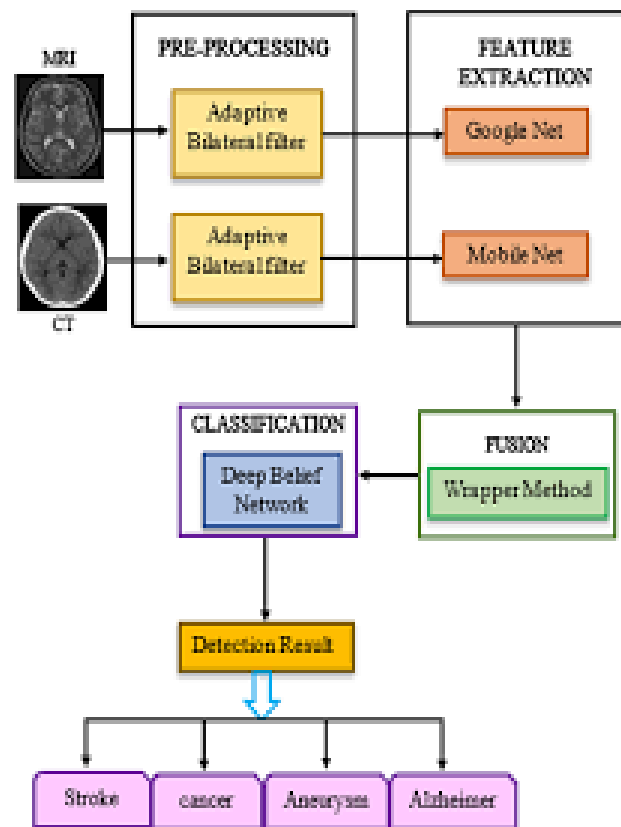 PRE-PROCESSING
FEATURE
EXTRACTION
MRI
Adaptive
Bilateral filter
Google Net
Adaptive
Bilateral filter
Mobile Net
CT
CLASSIFICATION
Deep Belief
Network
FUSION
Wrapper Method
Detection Result
Stroke
cancer
Aneurysm
Alzheimer